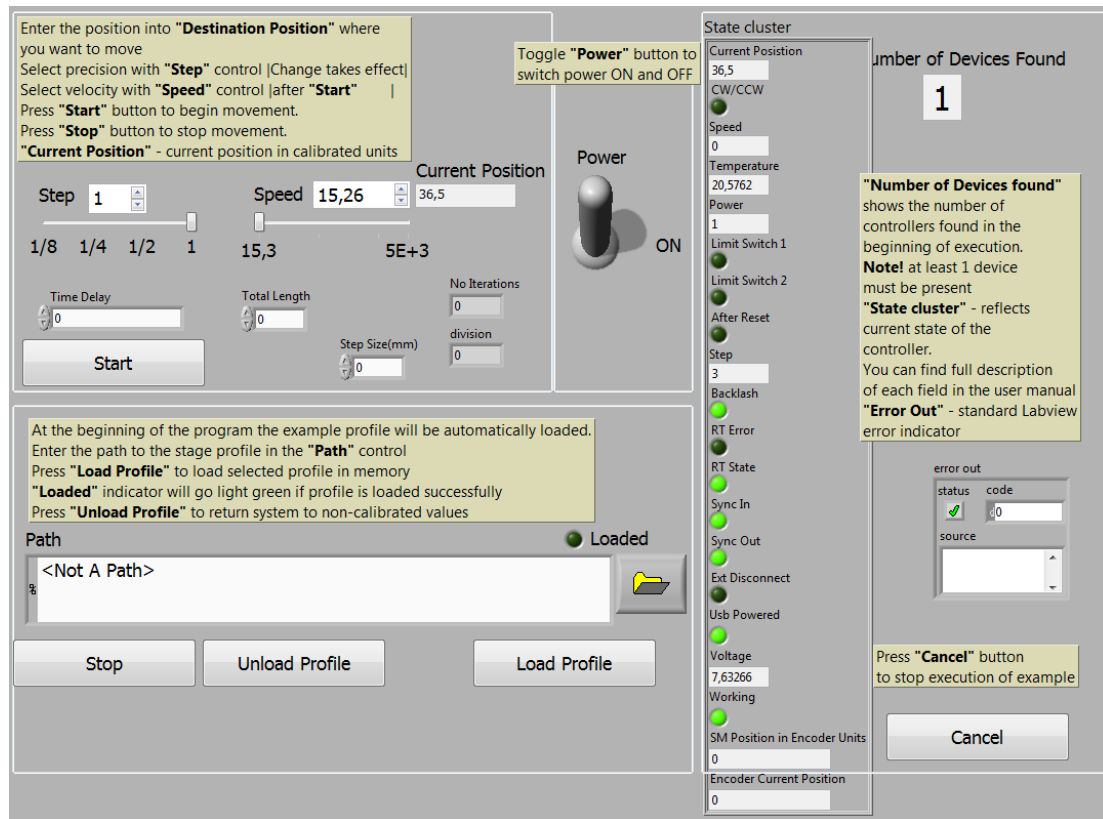 Enter the position into "Destination Position" where
you want to move
Select precision with "Step" control |Change takes effect|
Select velocity with "Speed" control |after "Start" |
Press "Start" button to begin movement.
Press "Stop" button to stop movement.
"Current Position" - current position in calibrated units
Current Position
Step 1
Speed 15,26
36,5
1/8 1/4 1/2 1
15,3 5E+3
Time Delay
0
Total Length
0
No Iterations
0
Step Size(mm)
0
division
0
Start
Toggle "Power" button to
switch power ON and OFF
Power
ON
At the beginning of the program the example profile will be automatically loaded.
Enter the path to the stage profile in the "Path" control
Press "Load Profile" to load selected profile in memory
"Loaded" indicator will go light green if profile is loaded successfully
Press "Unload Profile" to return system to non-calibrated values
Path
Loaded
<Not A Path>
Stop
Unload Profile
Load Profile
State cluster
Current Posistion
36,5
CW/CCW
Speed
0
Temperature
20,5762
Power
1
Limit Switch 1
Limit Switch 2
After Reset
Step
3
Backlash
RT Error
RT State
Sync In
Sync Out
Ext Disconnect
Usb Powered
Voltage
7,63266
Working
SM Position in Encoder Units
0
Encoder Current Position
0
umber of Devices Found
1
"Number of Devices found"
shows the number of
controllers found in the
beginning of execution.
Note! at least 1 device
must be present
"State cluster" - reflects
current state of the
controller.
You can find full description
of each field in the user manual
"Error Out" - standard Labview
error indicator
error out
status code
d0
source
Press "Cancel" button
to stop execution of example
Cancel